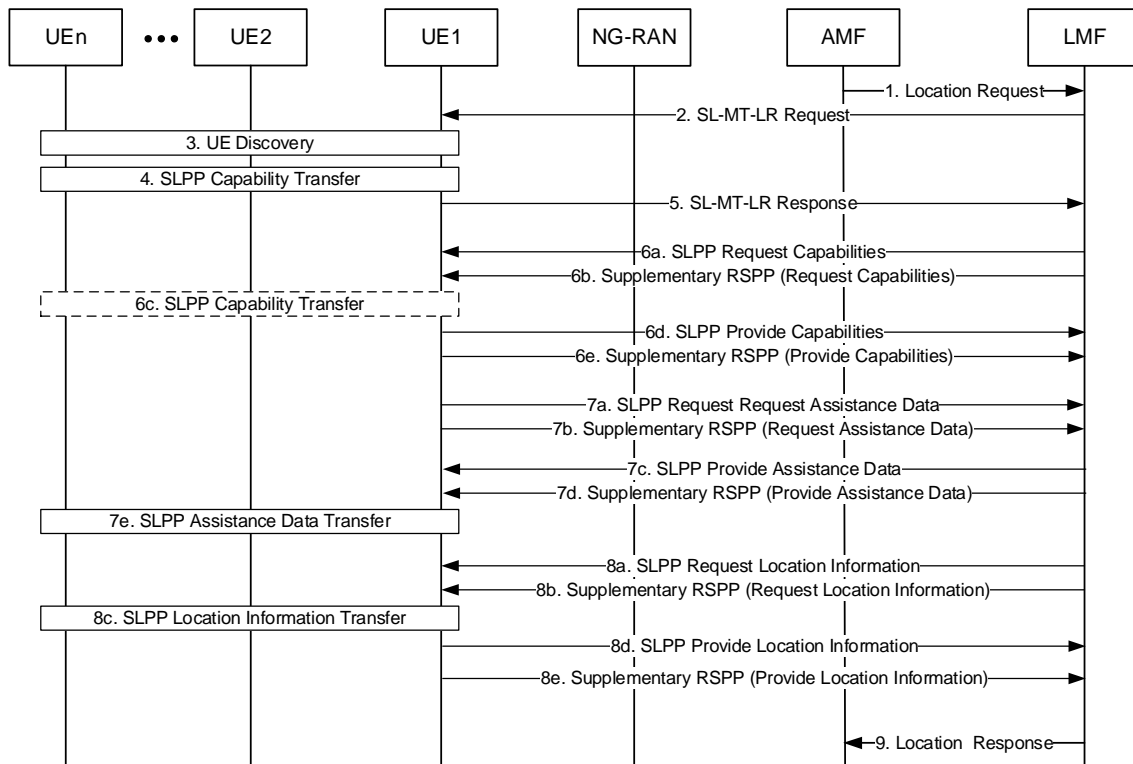 UEn
UE2
UE1
NG-RAN
AMF
LMF
1. Location Request
2. SL-MT-LR Request
3. UE Discovery
4. SLPP Capability Transfer
5. SL-MT-LR Response
6a. SLPP Request Capabilities
6b. Supplementary RSPP (Request Capabilities)
6c. SLPP Capability Transfer
6d. SLPP Provide Capabilities
6e. Supplementary RSPP (Provide Capabilities)
7a. SLPP Request Request Assistance Data
7b. Supplementary RSPP (Request Assistance Data)
7c. SLPP Provide Assistance Data
7d. Supplementary RSPP (Provide Assistance Data)
7e. SLPP Assistance Data Transfer
8a. SLPP Request Location Information
8b. Supplementary RSPP (Request Location Information)
8c. SLPP Location Information Transfer
8d. SLPP Provide Location Information
8e. Supplementary RSPP (Provide Location Information)
9. Location Response